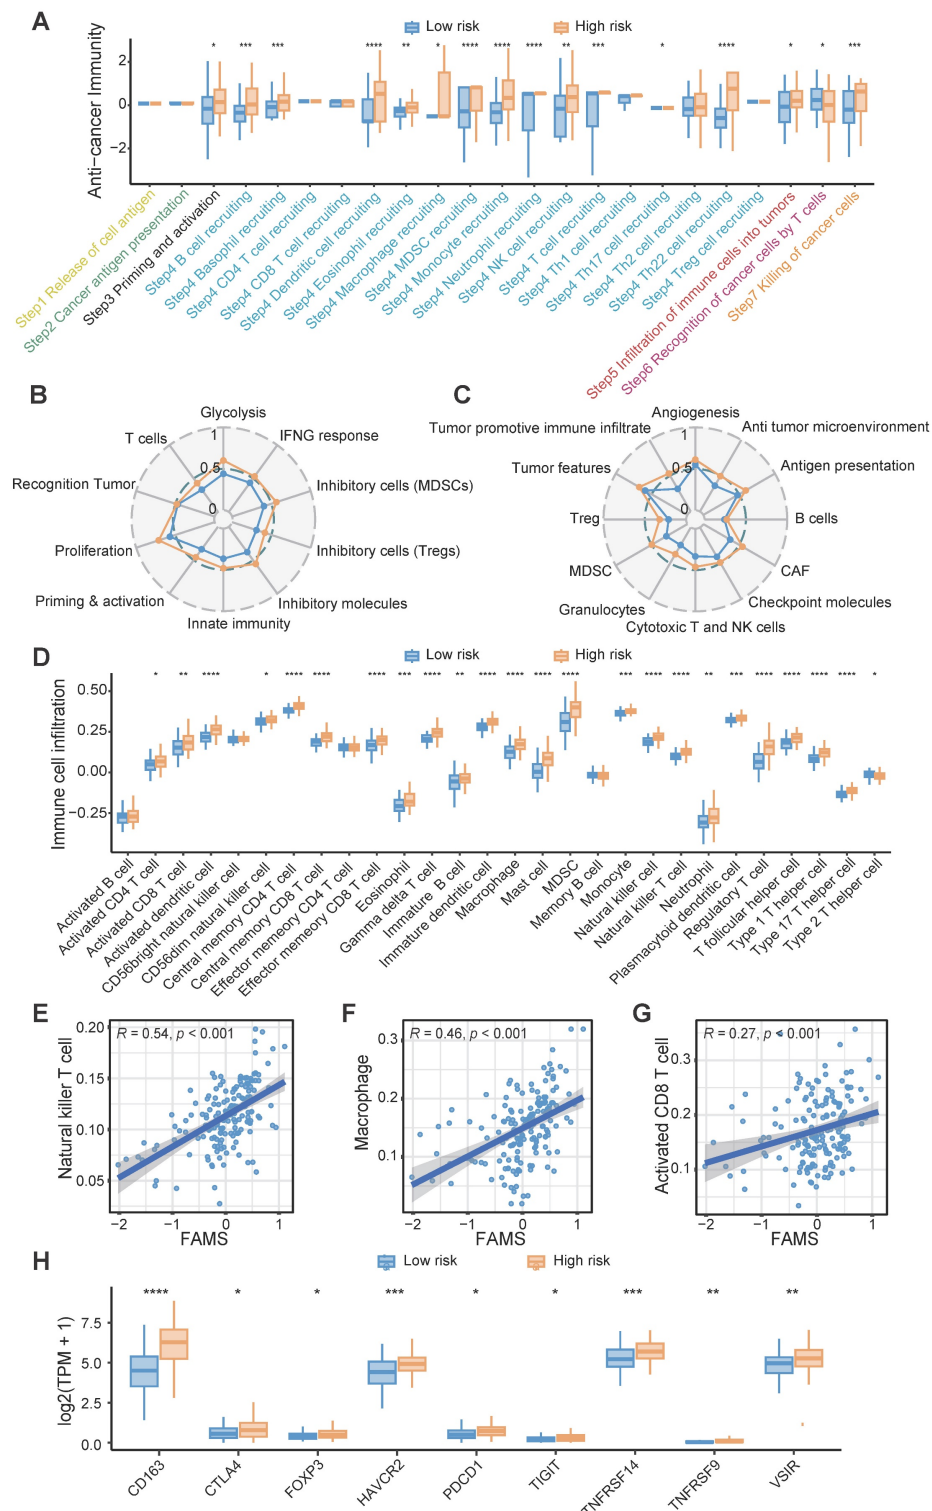 A
Low risk
High risk
Anti−cancer Immunity
2
0
−2
* *** *** **** ** * **** **** **** ** *** * **** * * ***
Step1 Release of cell antigen
Step2 Cancer antigen presentation
Step3 Priming and activation
Step4 B cell recruiting
Step4 Basophil recruiting
Step4 CD4 T cell recruiting
Step4 CD8 T cell recruiting
Step4 Dendritic cell recruiting
Step4 Eosinophil recruiting
Step4 Macrophage recruiting
Step4 MDSC recruiting
Step4 Monocyte recruiting
Step4 Neutrophil recruiting
Step4 NK cell recruiting
Step4 T cell recruiting
Step4 Th1 cell recruiting
Step4 Th17 cell recruiting
Step4 Th2 cell recruiting
Step4 Th22 cell recruiting
Step4 Treg cell recruiting
Step5 Infiltration of immune cells into tumors
Step6 Recognition of cancer cells by T cells
Step7 Killing of cancer cells
B
Glycolysis
IFNG response
Inhibitory cells (MDSCs)
Inhibitory cells (Tregs)
Inhibitory molecules
Innate immunity
Priming & activation
Proliferation
Recognition Tumor
T cells
1
0.5
0
C
Angiogenesis
Anti tumor microenvironment
Antigen presentation
B cells
CAF
Checkpoint molecules
Cytotoxic T and NK cells
Granulocytes
MDSC
Treg
Tumor features
Tumor promotive immune infiltrate
1
0.5
0
D
Low risk
High risk
Immune cell infiltration
0.50
0.25
0.00
−0.25
* ** **** * **** **** **** *** **** ** **** **** **** **** *** **** **** ** *** **** **** **** **** *
Activated B cell
Activated CD4 T cell
Activated CD8 T cell
Activated dendritic cell
CD56bright natural killer cell
CD56dim natural killer cell
Central memory CD4 T cell
Central memory CD8 T cell
Effector memeory CD4 T cell
Effector memeory CD8 T cell
Eosinophil
Gamma delta T cell
Immature B cell
Immature dendritic cell
Macrophage
Mast cell
MDSC
Memory B cell
Monocyte
Natural killer cell
Natural killer T cell
Neutrophil
Plasmacytoid dendritic cell
Regulatory T cell
T follicular helper cell
Type 1 T helper cell
Type 17 T helper cell
Type 2 T helper cell
E
R = 0.54, p < 0.001
Natural killer T cell
0.20
0.15
0.10
0.05
−2 −1 0 1
FAMS
F
R = 0.46, p < 0.001
Macrophage
0.3
0.2
0.1
−2 −1 0 1
FAMS
G
R = 0.27, p < 0.001
Activated CD8 T cell
0.3
0.2
0.1
−2 −1 0 1
FAMS
H
Low risk
High risk
log2(TPM + 1)
7.5
5.0
2.5
0.0
**** * * *** * * *** ** **
CD163
CTLA4
FOXP3
HAVCR2
PDCD1
TIGIT
TNFRSF14
TNFRSF9
VSIR